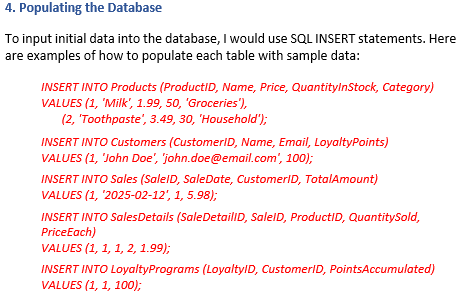 4. Populating the Database
To input initial data into the database, I would use SQL INSERT statements. Here
are examples of how to populate each table with sample data:
INSERT INTO Products (ProductID, Name, Price, QuantityInStock, Category)
VALUES (1, 'Milk', 1.99, 50, 'Groceries'),
(2, 'Toothpaste', 3.49, 30, 'Household');
INSERT INTO Customers (CustomerID, Name, Email, LoyaltyPoints)
VALUES (1, 'John Doe', 'john.doe@email.com', 100);
INSERT INTO Sales (SaleID, SaleDate, CustomerID, TotalAmount)
VALUES (1, '2025-02-12', 1, 5.98);
INSERT INTO SalesDetails (SaleDetailID, SaleID, ProductID, QuantitySold,
PriceEach)
VALUES (1, 1, 1, 2, 1.99);
INSERT INTO LoyaltyPrograms (LoyaltyID, CustomerID, PointsAccumulated)
VALUES (1, 1, 100);